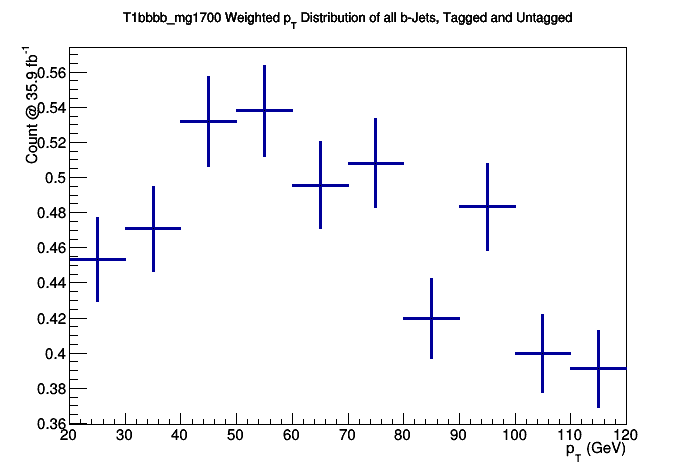 T1bbbb_mg1700 Weighted pT Distribution of all b-Jets, Tagged and Untagged
Count @ 35.9 fb-1
0.56
0.54
0.52
0.5
0.48
0.46
0.44
0.42
0.4
0.38
0.36
20 30 40 50 60 70 80 90 100 110 120
pT (GeV)